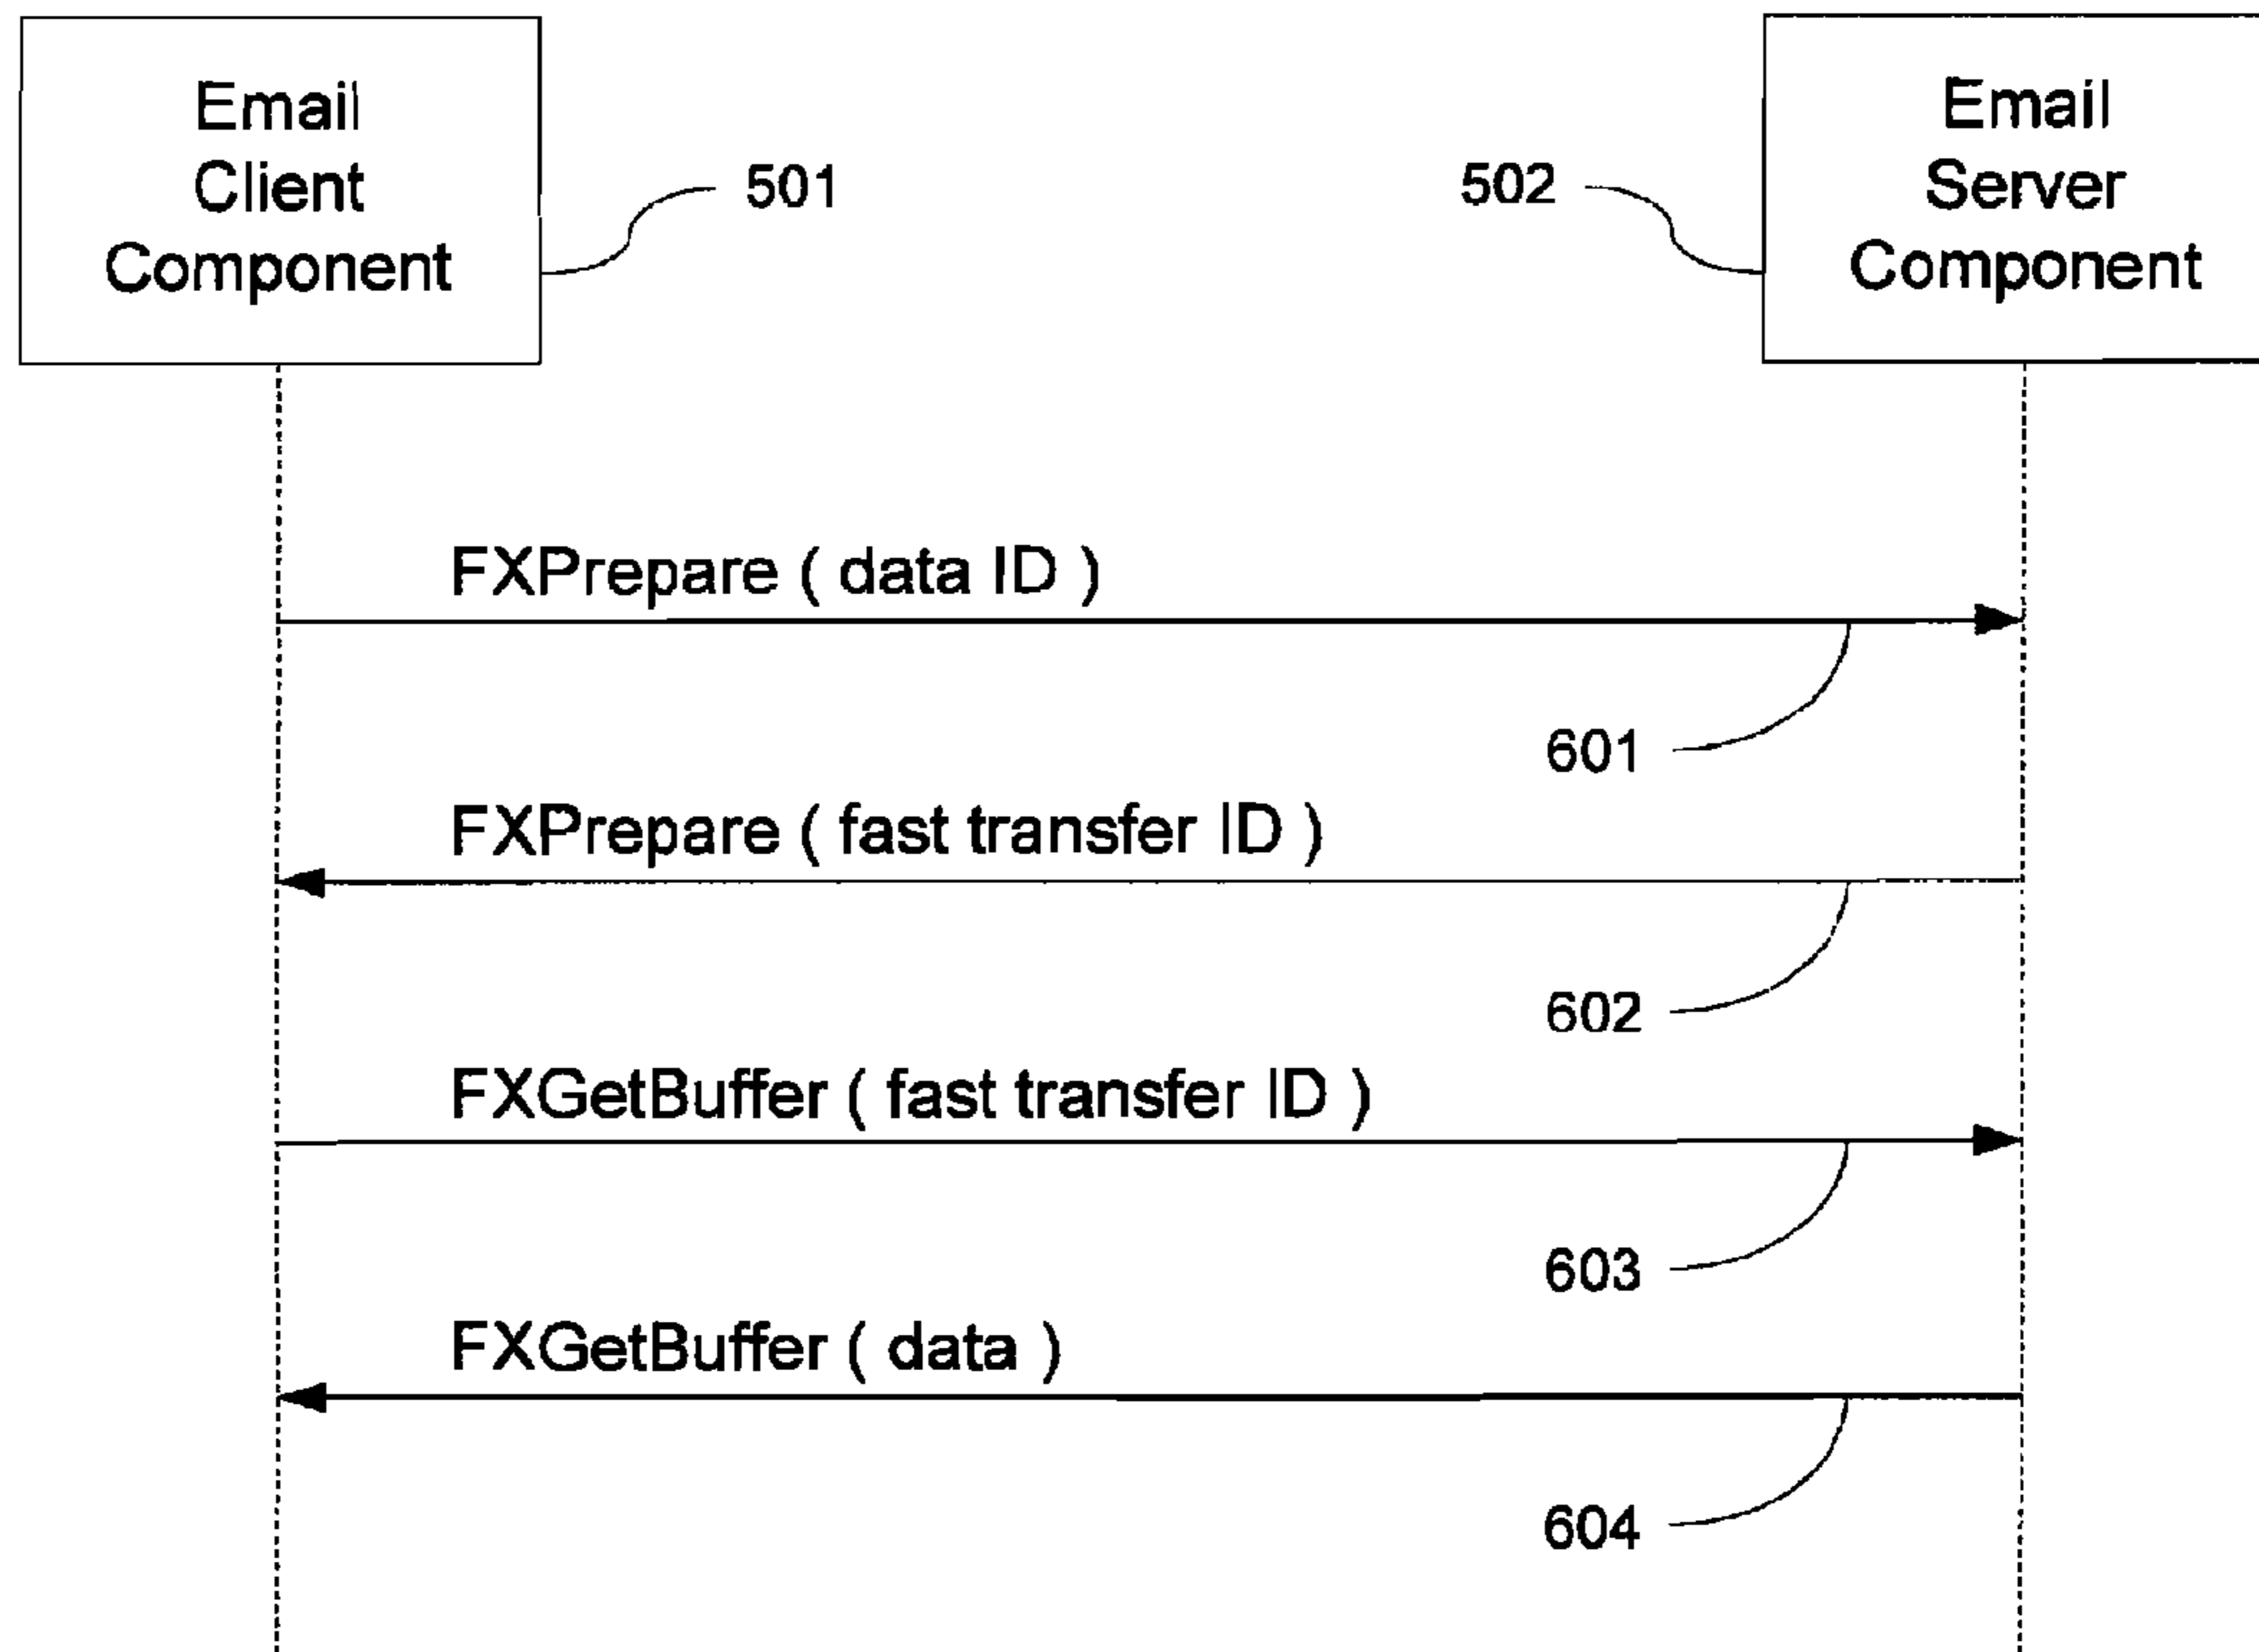 Email
Client
Component
501
502
Email
Server
Component
FXPrepare ( data ID )
601
FXPrepare ( fast transfer ID )
602
FXGetBuffer ( fast transfer ID )
603
FXGetBuffer ( data )
604